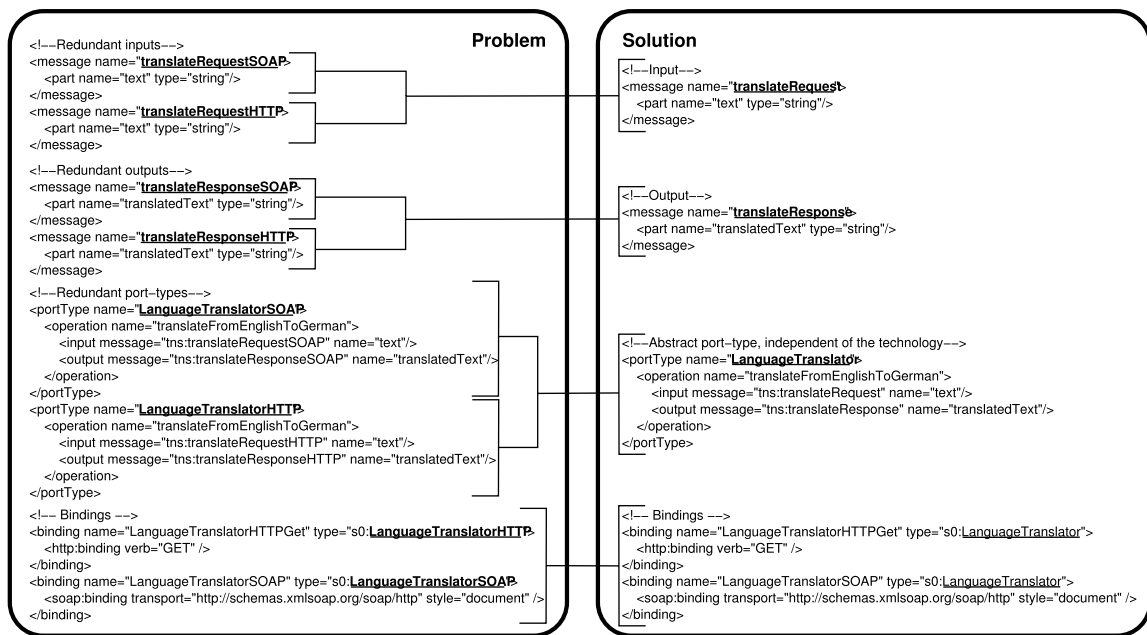 Problem
<!--Redundant inputs-->
<message name="translateRequestSOAP">
<part name="text" type="string"/>
</message>
<message name="translateRequestHTTP">
<part name="text" type="string"/>
</message>
<!--Redundant outputs-->
<message name="translateResponseSOAP">
<part name="translatedText" type="string"/>
</message>
<message name="translateResponseHTTP">
<part name="translatedText" type="string"/>
</message>
<!--Redundant port-types-->
<portType name="LanguageTranslatorSOAP">
<operation name="translateFromEnglishToGerman">
<input message="tns:translateRequestSOAP" name="text"/>
<output message="tns:translateResponseSOAP" name="translatedText"/>
</operation>
</portType>
<portType name="LanguageTranslatorHTTP">
<operation name="translateFromEnglishToGerman">
<input message="tns:translateRequestHTTP" name="text"/>
<output message="tns:translateResponseHTTP" name="translatedText"/>
</operation>
</portType>
<!-- Bindings -->
<binding name="LanguageTranslatorHTTPGet" type="s0:LanguageTranslatorHTTP">
<http:binding verb="GET" />
</binding>
<binding name="LanguageTranslatorSOAP" type="s0:LanguageTranslatorSOAP">
<soap:binding transport="http://schemas.xmlsoap.org/soap/http" style="document" />
</binding>
Solution
<!--Input-->
<message name="translateRequest">
<part name="text" type="string"/>
</message>
<!--Output-->
<message name="translateResponse">
<part name="translatedText" type="string"/>
</message>
<!--Abstract port-type, independent of the technology-->
<portType name="LanguageTranslator">
<operation name="translateFromEnglishToGerman">
<input message="tns:translateRequest" name="text"/>
<output message="tns:translateResponse" name="translatedText"/>
</operation>
</portType>
<!-- Bindings -->
<binding name="LanguageTranslatorHTTPGet" type="s0:LanguageTranslator">
<http:binding verb="GET" />
</binding>
<binding name="LanguageTranslatorSOAP" type="s0:LanguageTranslator">
<soap:binding transport="http://schemas.xmlsoap.org/soap/http" style="document" />
</binding>